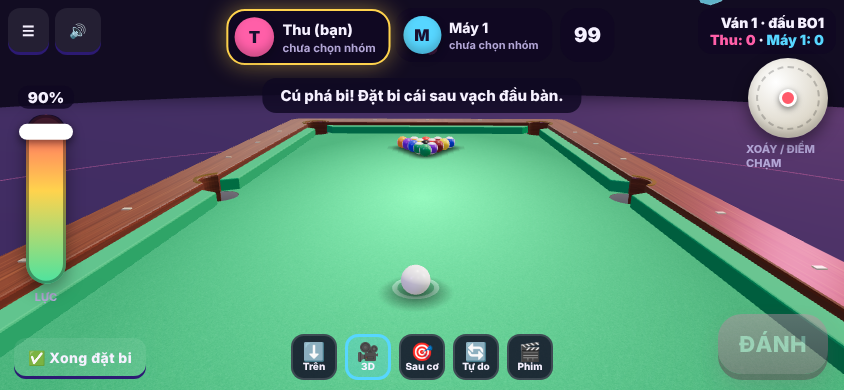 ☰
🔊
T
Thu (bạn)
chưa chọn nhóm
M
Máy 1
chưa chọn nhóm
99
Ván 1 · đấu BO1
Thu: 0 · Máy 1: 0
90%
Cú phá bi! Đặt bi cái sau vạch đầu bàn.
XOÁY / ĐIỂM
CHẠM
LỰC
✅ Xong đặt bi
⬇️ Trên
🎥 3D
🎯 Sau cơ
🔄 Tự do
🎬 Phim
ĐÁNH